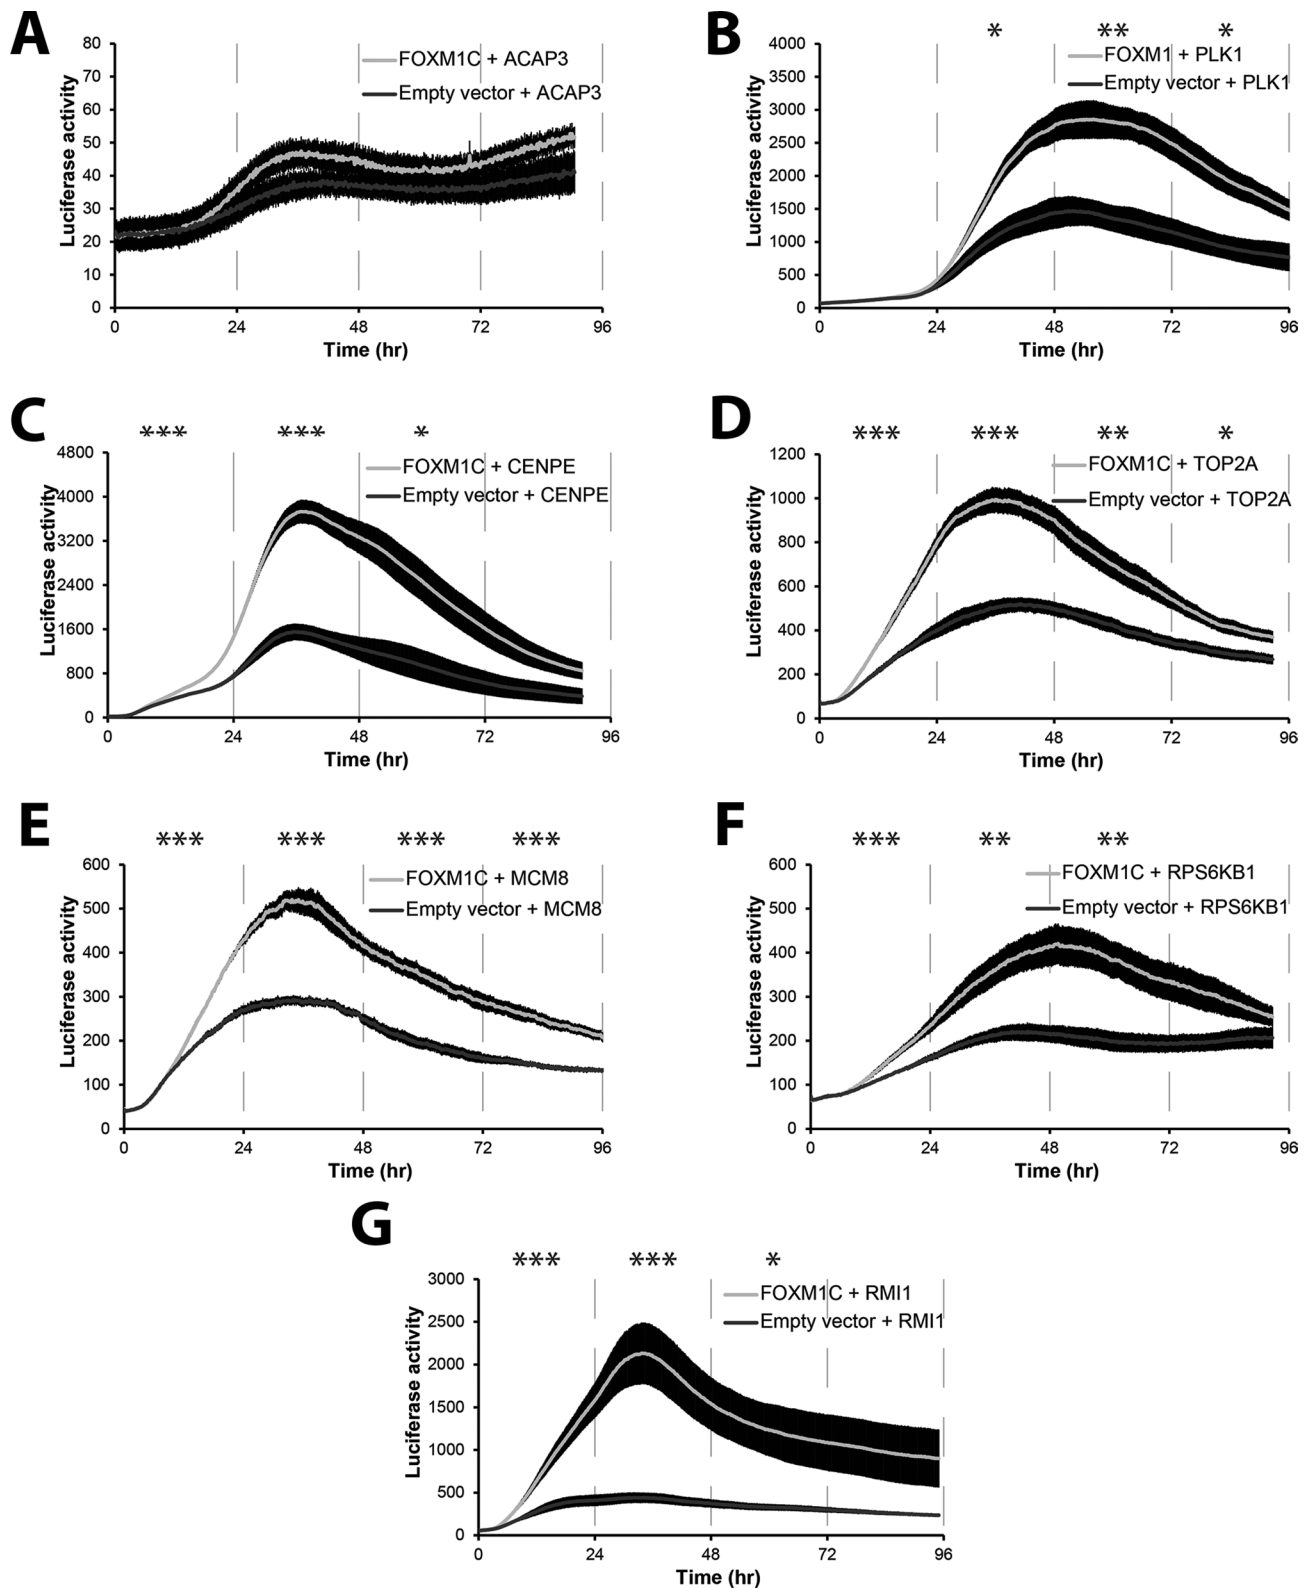 A
80
70
60
50
40
30
20
10
0
Luciferase activity
FOXM1C + ACAP3
Empty vector + ACAP3
0 24 48 72 96
Time (hr)
B
* ** *
4000
3500
3000
2500
2000
1500
1000
500
0
Luciferase activity
FOXM1 + PLK1
Empty vector + PLK1
0 24 48 72 96
Time (hr)
C
*** *** *
4800
4000
3200
2400
1600
800
0
Luciferase activity
FOXM1C + CENPE
Empty vector + CENPE
0 24 48 72 96
Time (hr)
D
*** *** ** *
1200
1000
800
600
400
200
0
Luciferase activity
FOXM1C + TOP2A
Empty vector + TOP2A
0 24 48 72 96
Time (hr)
E
*** *** *** ***
600
500
400
300
200
100
0
Luciferase activity
FOXM1C + MCM8
Empty vector + MCM8
0 24 48 72 96
Time (hr)
F
*** ** **
600
500
400
300
200
100
0
Luciferase activity
FOXM1C + RPS6KB1
Empty vector + RPS6KB1
0 24 48 72 96
Time (hr)
G
*** *** *
3000
2500
2000
1500
1000
500
0
Luciferase activity
FOXM1C + RMI1
Empty vector + RMI1
0 24 48 72 96
Time (hr)